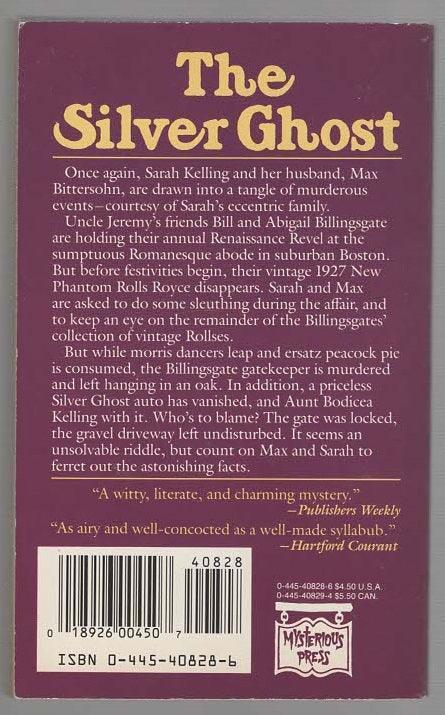 The
Silver Ghost
Once again, Sarah Kelling and her husband, Max
Bittersohn, are drawn into a tangle of murderous
events—courtesy of Sarah's eccentric family.
Uncle Jeremy's friends Bill and Abigail Billingsgate
are holding their annual Renaissance Revel at the
sumptuous Romanesque abode in suburban Boston.
But before festivities begin, their vintage 1927 New
Phantom Rolls Royce disappears. Sarah and Max
are asked to do some sleuthing during the affair, and
to keep an eye on the remainder of the Billingsgates'
collection of vintage Rollses.
But while morris dancers leap and ersatz peacock pie
is consumed, the Billingsgate gatekeeper is murdered
and left hanging in an oak. In addition, a priceless
Silver Ghost auto has vanished, and Aunt Bodicea
Kelling with it. Who's to blame? The gate was locked,
the gravel driveway left undisturbed. It seems an
unsolvable riddle, but count on Max and Sarah to
ferret out the astonishing facts.
"A witty, literate, and charming mystery."
—Publishers Weekly
"As airy and well-concocted as a well-made syllabub."
—Hartford Courant
40828
0 18926 00450 7
ISBN 0-445-40828-6
0-445-40828-6 $4.50 U.S.A.
0-445-40829-4 $5.50 CAN.
MYSTERIOUS
PRESS